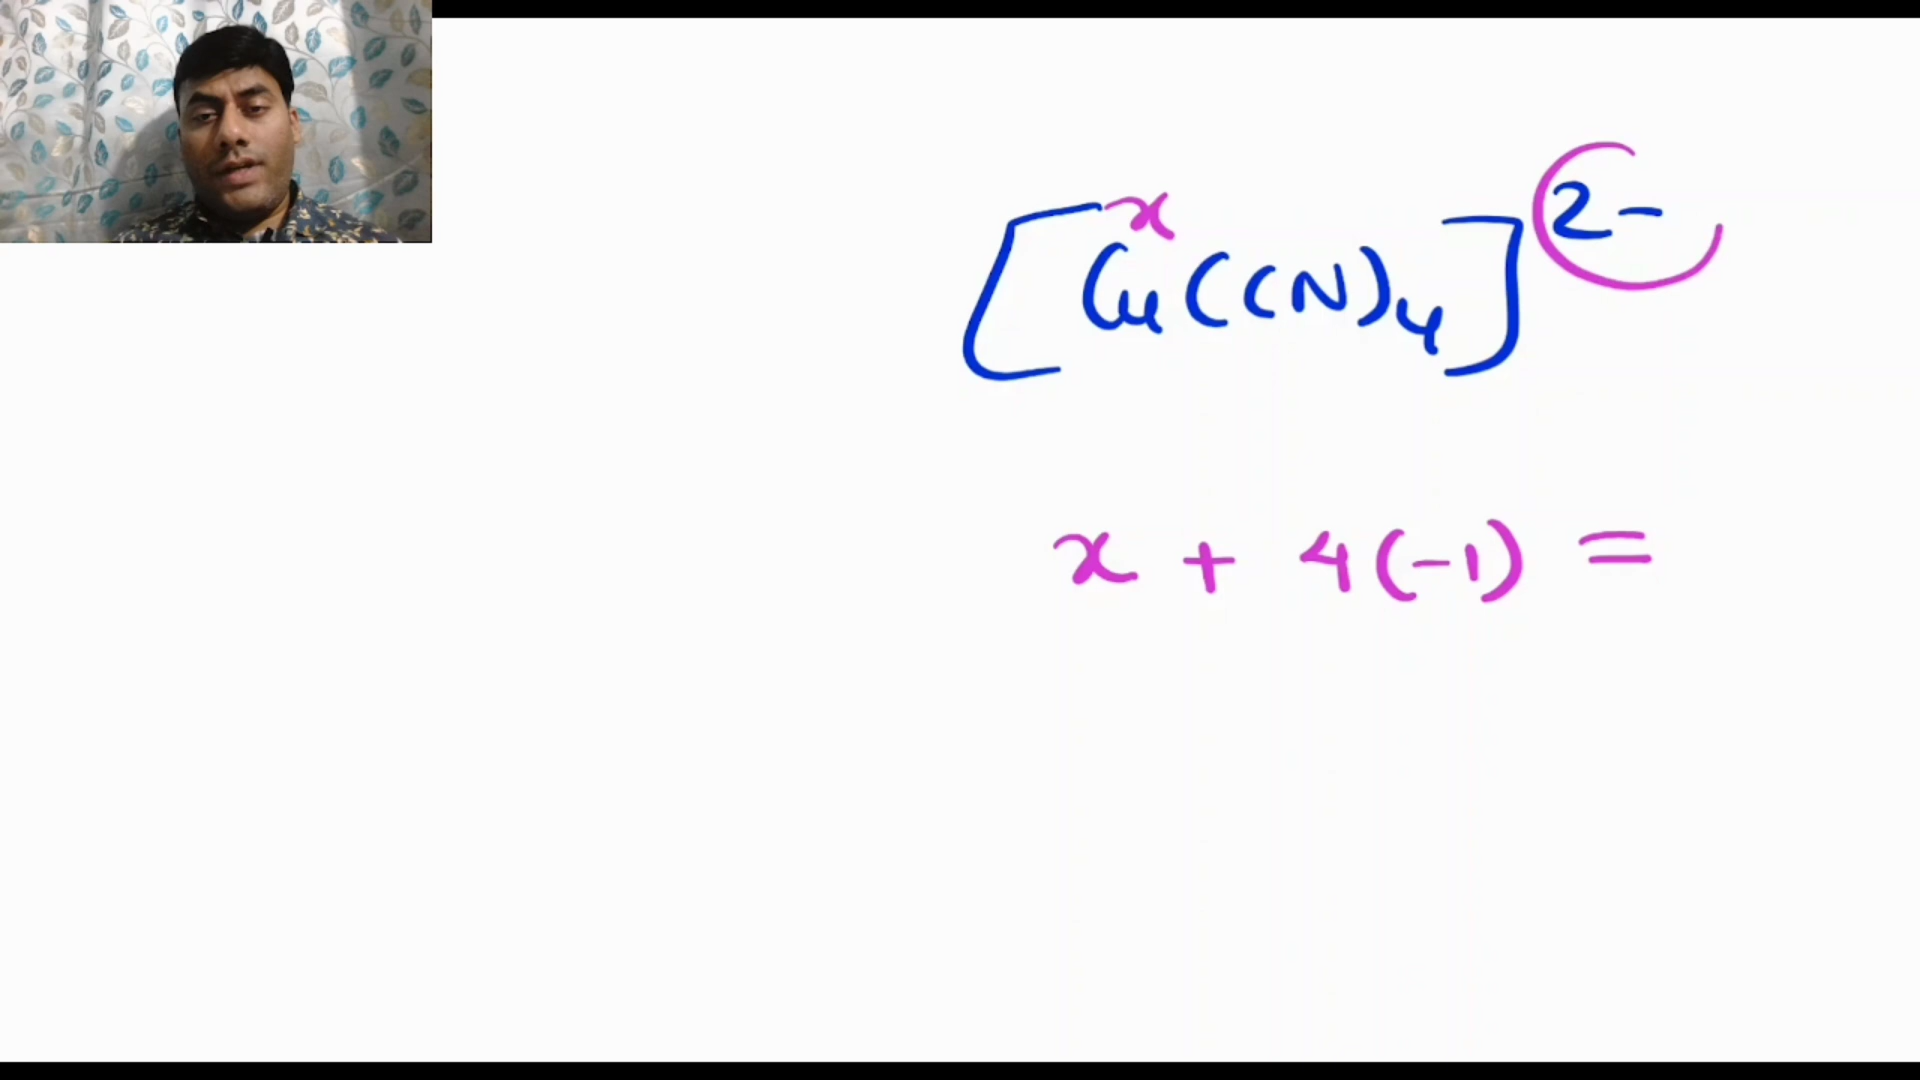 [Cu(CN)₄]²⁻
x
x + 4(-1) =